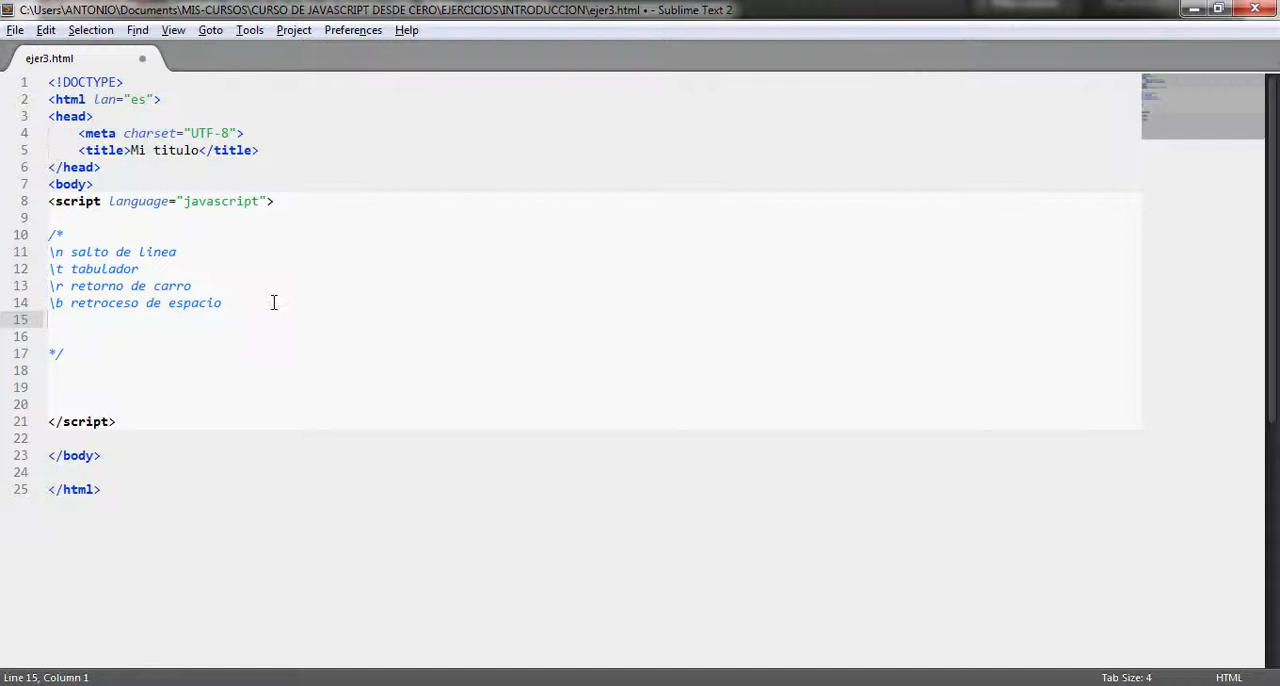 C:\Users\ANTONIO\Documents\MIS-CURSOS\CURSO DE JAVASCRIPT DESDE CERO\EJERCICIOS\INTRODUCCION\ejer3.html • - Sublime Text 2
File Edit Selection Find View Goto Tools Project Preferences Help
ejer3.html
1 <!DOCTYPE>
2 <html lan="es">
3 <head>
4 <meta charset="UTF-8">
5 <title>Mi titulo</title>
6 </head>
7 <body>
8 <script language="javascript">
9
10 /*
11 \n salto de linea
12 \t tabulador
13 \r retorno de carro
14 \b retroceso de espacio
15
16
17 */
18
19
20
21 </script>
22
23 </body>
24
25 </html>
Line 15, Column 1 Tab Size: 4 HTML